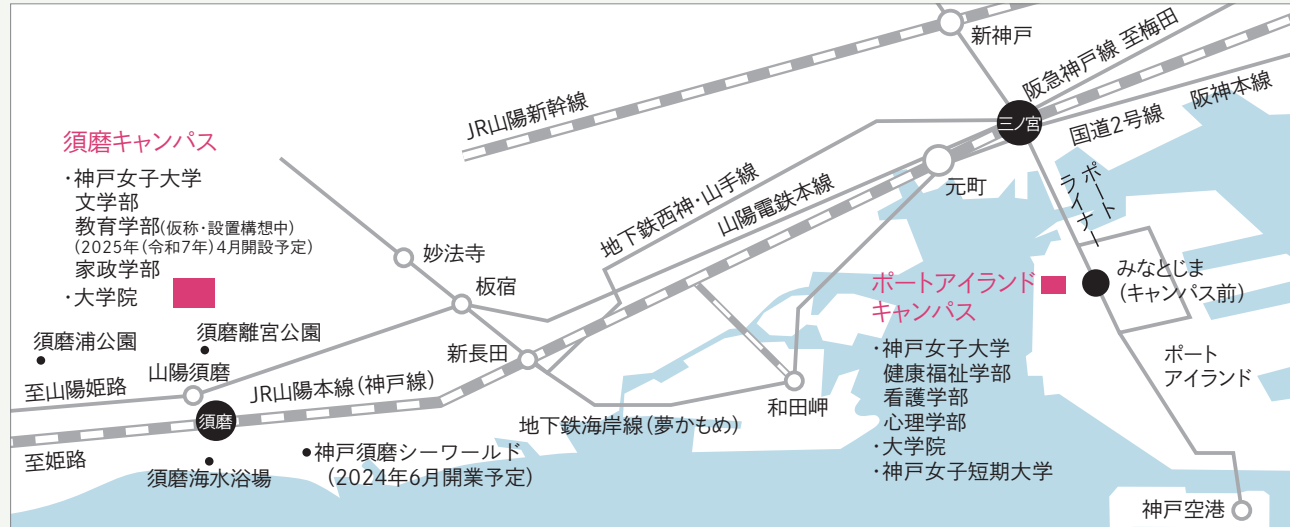 新神戸
阪急神戸線 至梅田
JR山陽新幹線
三ノ宮
阪神本線
国道2号線
須磨キャンパス
・神戸女子大学
文学部
教育学部(仮称・設置構想中)
(2025年(令和7年)4月開設予定)
家政学部
・大学院
元町
ポート
ライナー
地下鉄西神・山手線
山陽電鉄本線
妙法寺
板宿
みなとじま
(キャンパス前)
ポートアイランド
キャンパス
・神戸女子大学
健康福祉学部
看護学部
心理学部
・大学院
・神戸女子短期大学
須磨浦公園
須磨離宮公園
新長田
ポート
アイランド
至山陽姫路
山陽須磨
JR山陽本線(神戸線)
和田岬
須磨
地下鉄海岸線(夢かもめ)
至姫路
須磨海水浴場
神戸須磨シーワールド
(2024年6月開業予定)
神戸空港